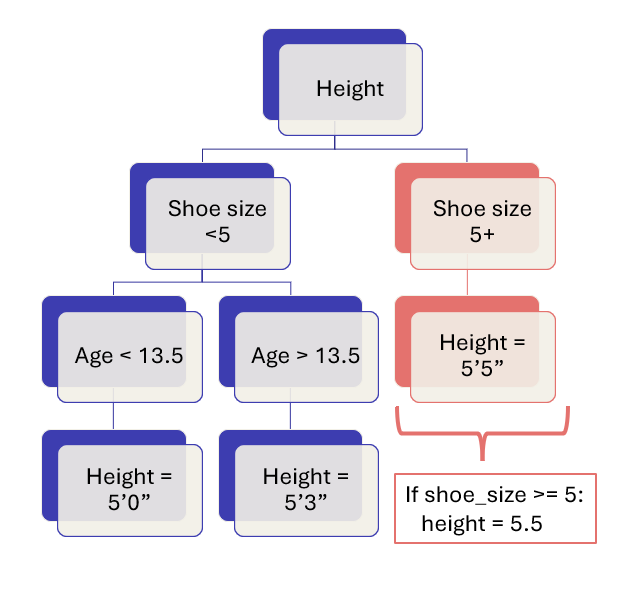 Height
Shoe size
<5
Shoe size
5+
Age < 13.5
Age > 13.5
Height =
5’5”
Height =
5’0”
Height =
5’3”
If shoe_size >= 5:
height = 5.5